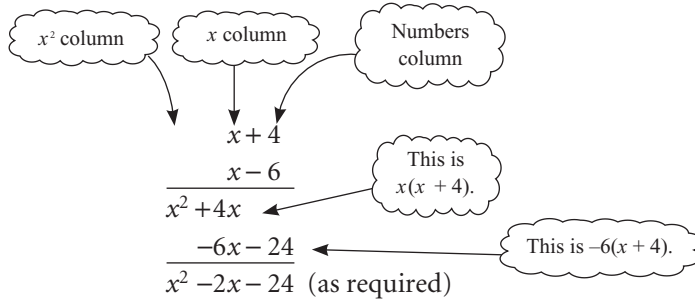 x² column
x column
Numbers
column
x + 4
x – 6
This is
x(x + 4).
x² +4x
–6x – 24
This is –6(x + 4).
x² –2x – 24 (as required)